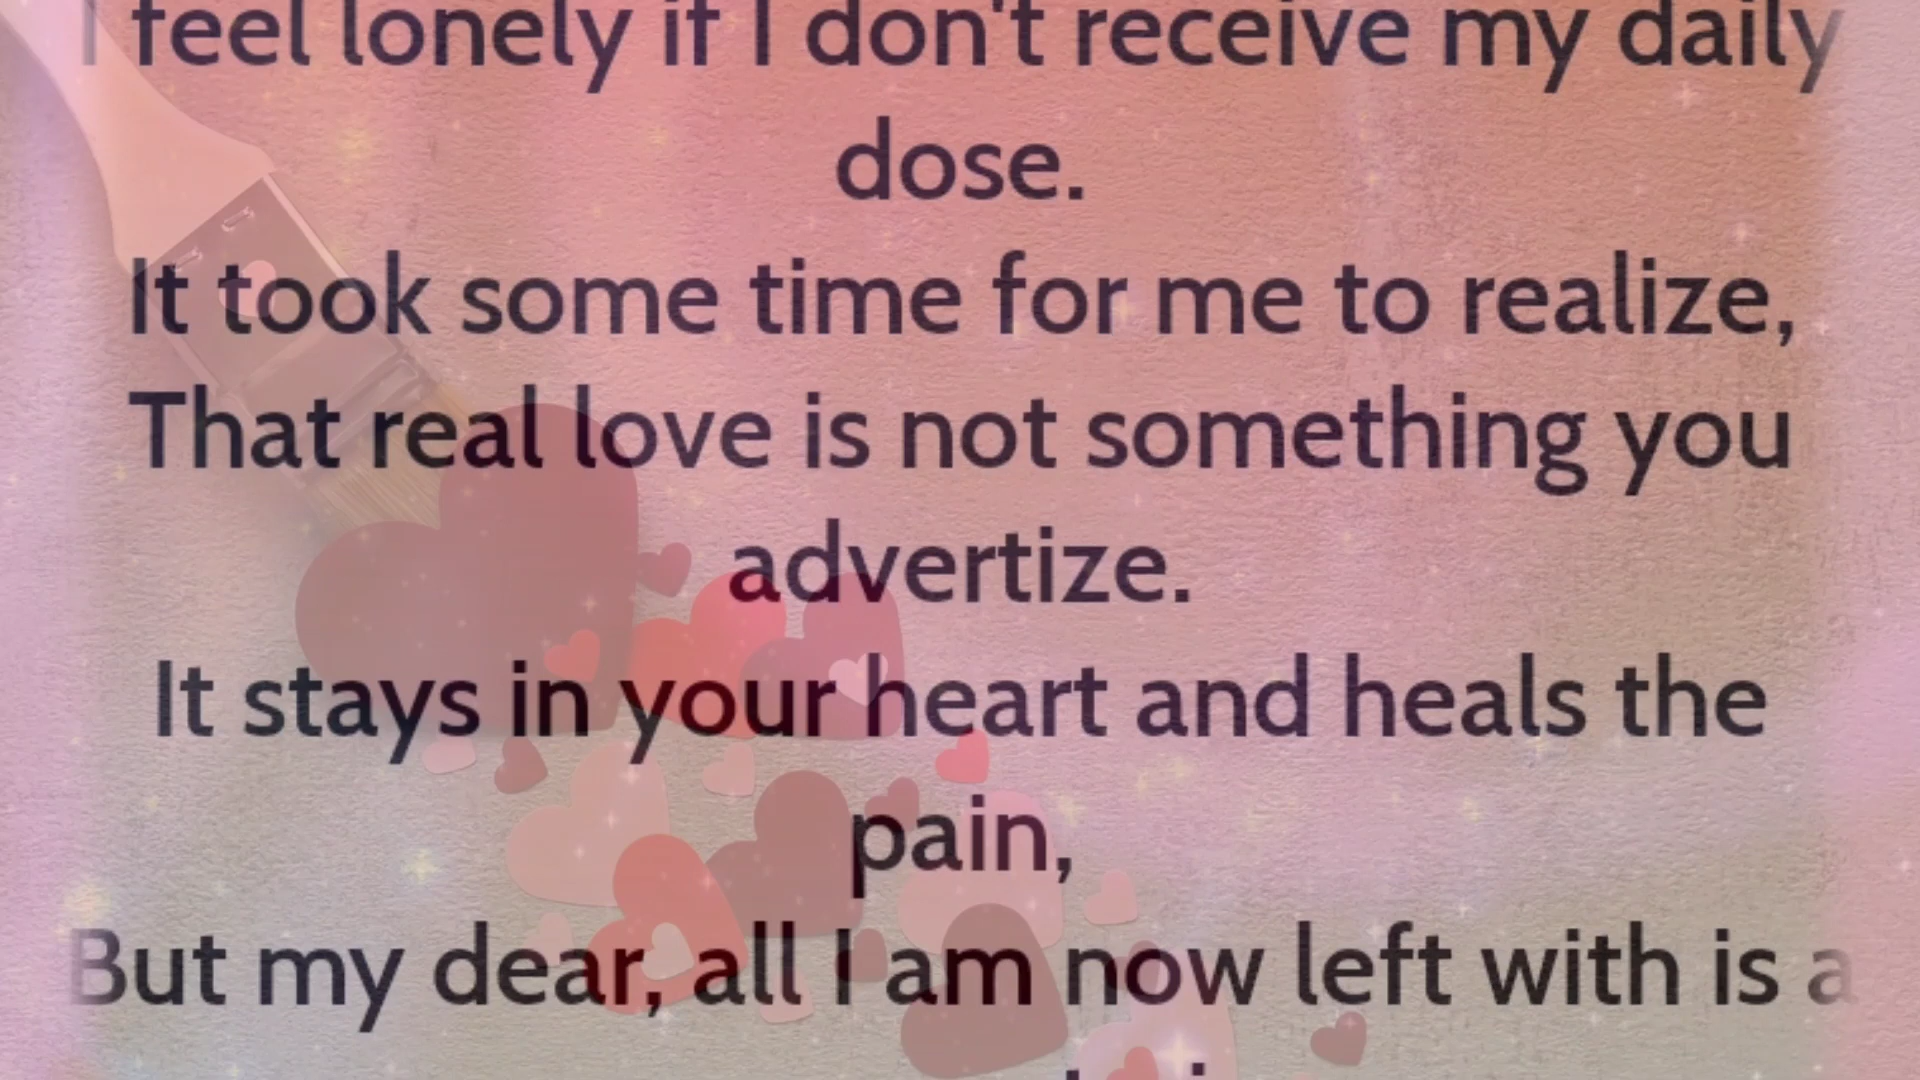 I feel lonely if I don't receive my daily
dose.
It took some time for me to realize,
That real love is not something you
advertize.
It stays in your heart and heals the
pain,
But my dear, all I am now left with is a